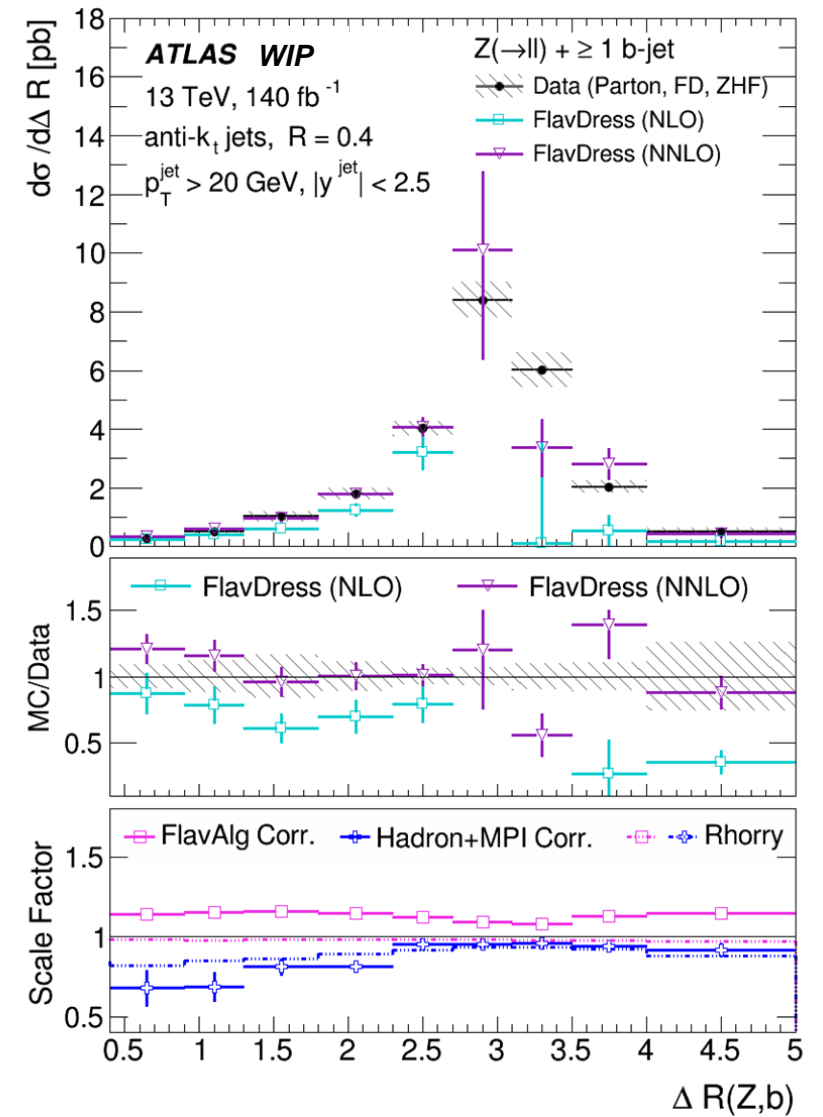 dσ/dΔ R [pb]
18
16
14
12
10
8
6
4
2
0
ATLAS WIP
13 TeV, 140 fb⁻¹
anti-kₜ jets, R = 0.4
p_T^jet > 20 GeV, |y^jet| < 2.5
Z(→ll) + ≥ 1 b-jet
Data (Parton, FD, ZHF)
FlavDress (NLO)
FlavDress (NNLO)
MC/Data
1.5
1
0.5
FlavDress (NLO) FlavDress (NNLO)
Scale Factor
1.5
1
0.5
FlavAlg Corr. Hadron+MPI Corr. Rhorry
0.5 1 1.5 2 2.5 3 3.5 4 4.5 5
Δ R(Z,b)